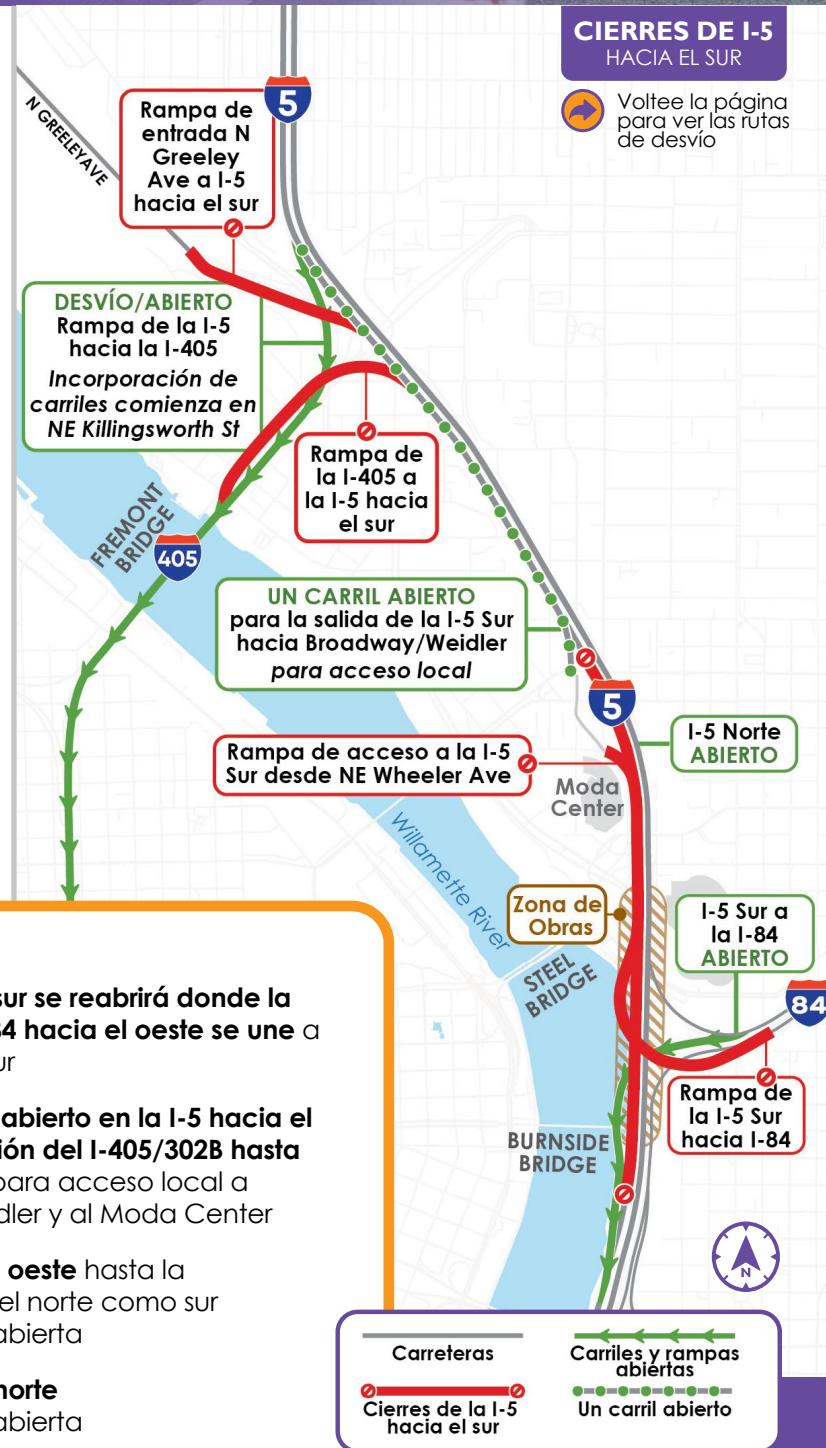 CIERRES DE I-5
HACIA EL SUR
Voltee la página
para ver las rutas
de desvío
N GREELEY AVE
5
Rampa de
entrada N
Greeley
Ave a I-5
hacia el sur
DESVÍO/ABIERTO
Rampa de la I-5
hacia la I-405
Incorporación de
carriles comienza en
NE Killingsworth St
Rampa de
la I-405 a
la I-5 hacia
el sur
FREMONT
BRIDGE
405
UN CARRIL ABIERTO
para la salida de la I-5 Sur
hacia Broadway/Weidler
para acceso local
5
I-5 Norte
ABIERTO
Rampa de acceso a la I-5
Sur desde NE Wheeler Ave
Moda
Center
Willamette River
Zona de
Obras
I-5 Sur a
la I-84
ABIERTO
STEEL
BRIDGE
84
Rampa de
la I-5 Sur
hacia I-84
BURNSIDE
BRIDGE
sur se reabrirá donde la
84 hacia el oeste se une a
ur
abierto en la I-5 hacia el
ión del I-405/302B hasta
para acceso local a
dler y al Moda Center
oeste hasta la
el norte como sur
abierta
norte
abierta
N
Carreteras
Carriles y rampas
abiertas
Cierres de la I-5
hacia el sur
Un carril abierto